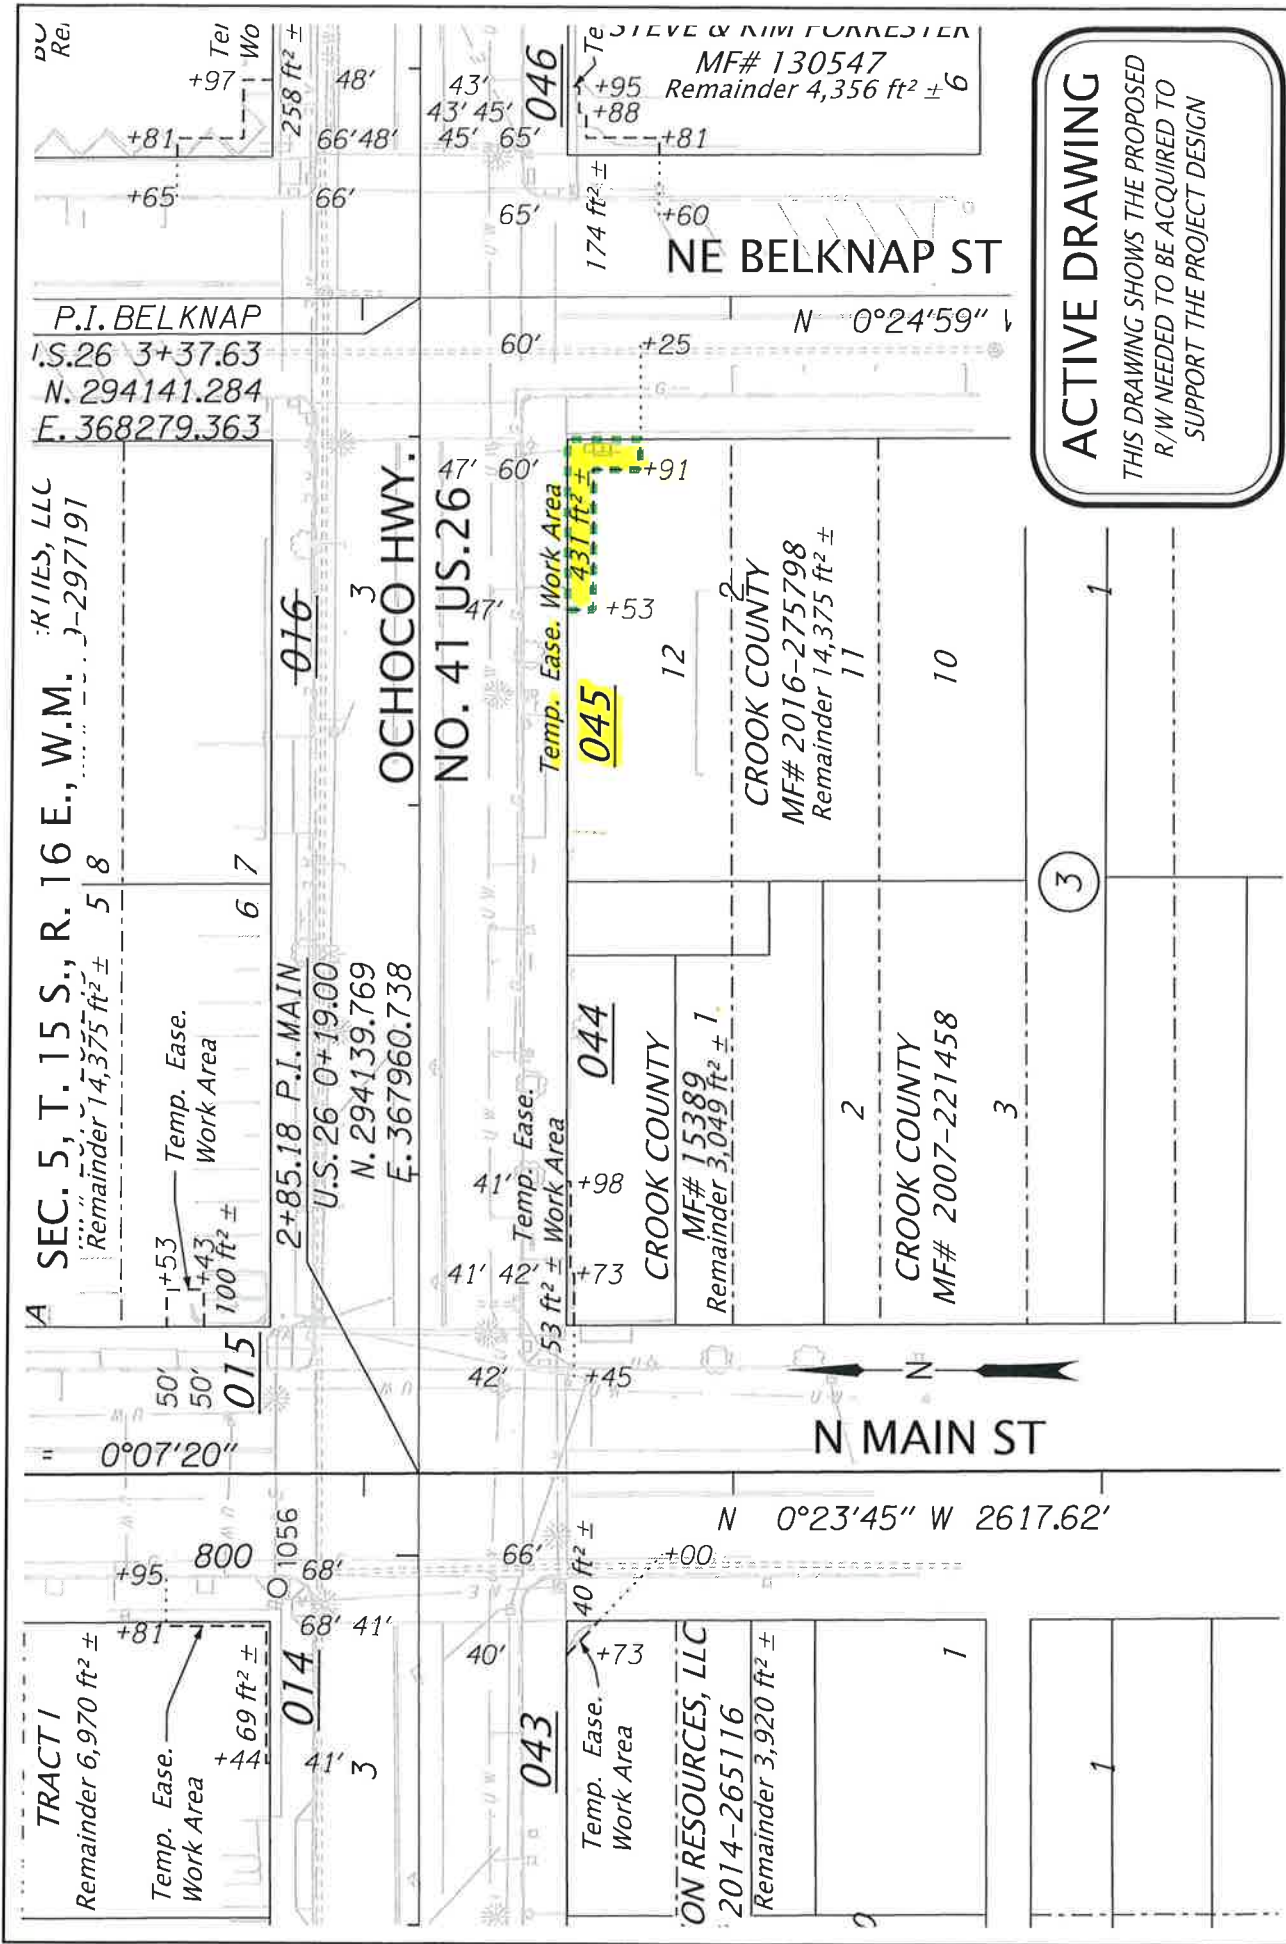 A SEC. 5, T. 15 S., R. 16 E., W.M.
TRACT I
Remainder 6,970 ft² ±
Temp. Ease.
Work Area
+81
+95
+44
69 ft² ±
014
41'
3
68' 41'
68'
800
1056
= 0°07'20"
50'
50'
015
+53
+43
100 ft² ±
Temp. Ease.
Work Area
Remainder 14,375 ft² ±
5 8
6 7
2+85.18 P.I. MAIN
U.S.26 0+19.00
N. 294139.769
E. 367960.738
-297191
016
3
OCHOCO HWY.
NO. 41 US.26
P.I. BELKNAP
.S.26 3+37.63
N. 294141.284
E. 368279.363
+65
+81
+97
258 ft² ±
66' 48'
66'
48'
43'
43' 45'
45' 65'
65'
046
STEVE & KIM FORRESTER
MF# 130547
Remainder 4,356 ft² ±
6
+95
+88
+81
+60
174 ft² ±
NE BELKNAP ST
N 0°24'59"
60'
+25
47' 60'
47'
+91
+53
Temp. Ease. Work Area
431 ft² ±
045
12
2
CROOK COUNTY
MF# 2016-275798
Remainder 14,375 ft² ±
11
10
1
3
Temp. Ease.
53 ft² ± Work Area
41'
41' 42'
42'
+98
+73
+45
044
CROOK COUNTY
MF# 15389
Remainder 3,049 ft² ± 1
2
CROOK COUNTY
MF# 2007-221458
3
N
N MAIN ST
N 0°23'45" W 2617.62'
66'
40'
+00
40 ft² ±
+73
043
Temp. Ease.
Work Area
ON RESOURCES, LLC
2014-265116
Remainder 3,920 ft² ±
1
1
ACTIVE DRAWING
THIS DRAWING SHOWS THE PROPOSED
R/W NEEDED TO BE ACQUIRED TO
SUPPORT THE PROJECT DESIGN